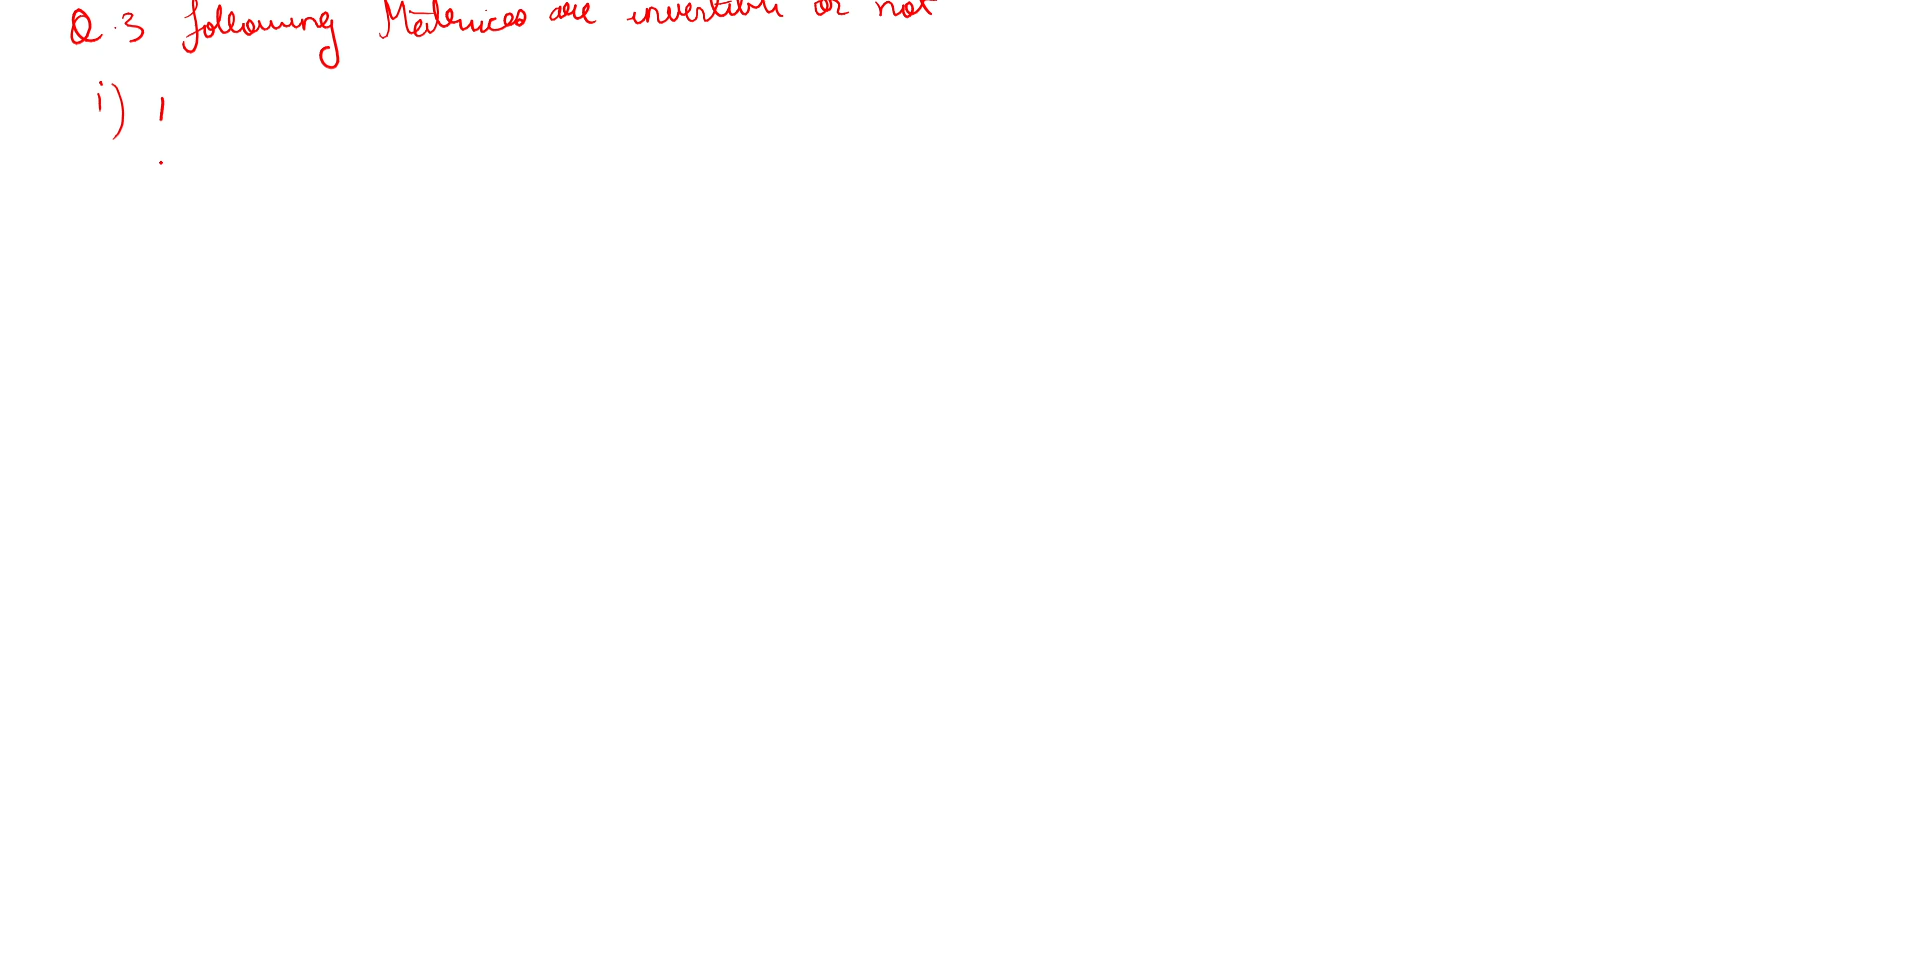 Q.3 following Matrices are invertible or not
i) 1